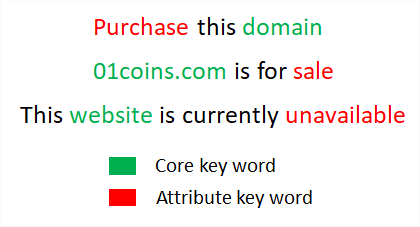 Purchase this domain
01coins.com is for sale
This website is currently unavailable
Core key word
Attribute key word